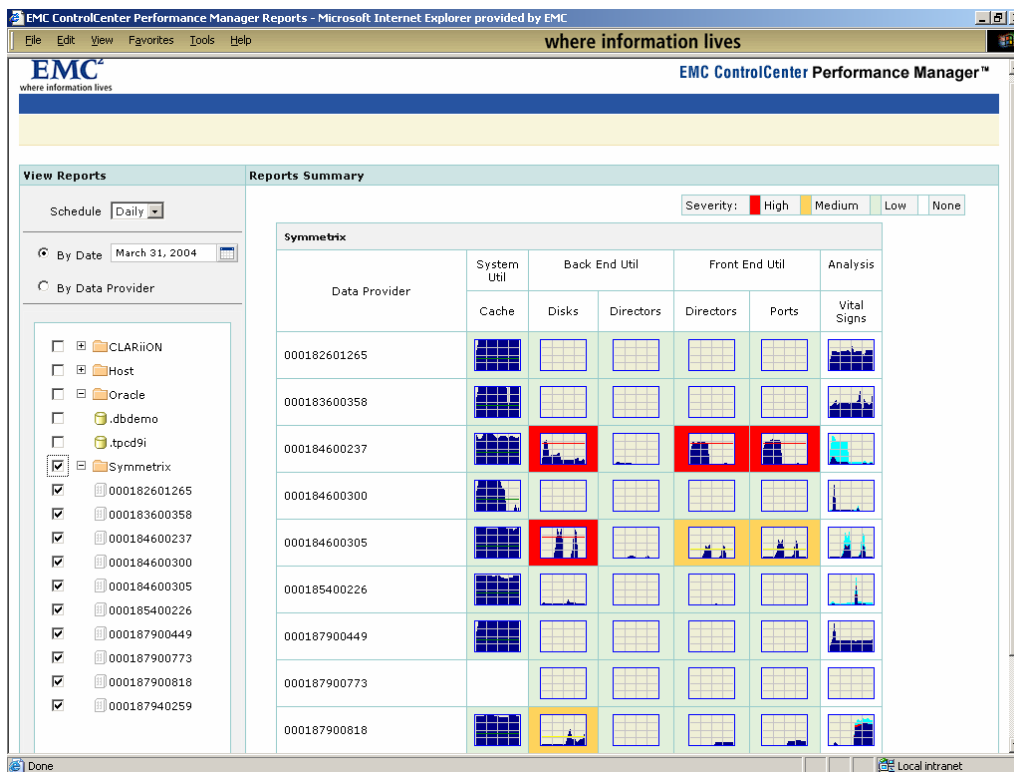 EMC ControlCenter Performance Manager Reports - Microsoft Internet Explorer provided by EMC
File Edit View Favorites Tools Help
where information lives
EMC²
where information lives
EMC ControlCenter Performance Manager™
View Reports
Reports Summary
Schedule Daily
Severity: High Medium Low None
By Date March 31, 2004
By Data Provider
CLARiiON
Host
Oracle
.dbdemo
.tpcd9i
Symmetrix
000182601265
000183600358
000184600237
000184600300
000184600305
000185400226
000187900449
000187900773
000187900818
000187940259
Symmetrix
Data Provider
System Util
Back End Util
Front End Util
Analysis
Cache
Disks
Directors
Directors
Ports
Vital Signs
000182601265
000183600358
000184600237
000184600300
000184600305
000185400226
000187900449
000187900773
000187900818
Done
Local intranet